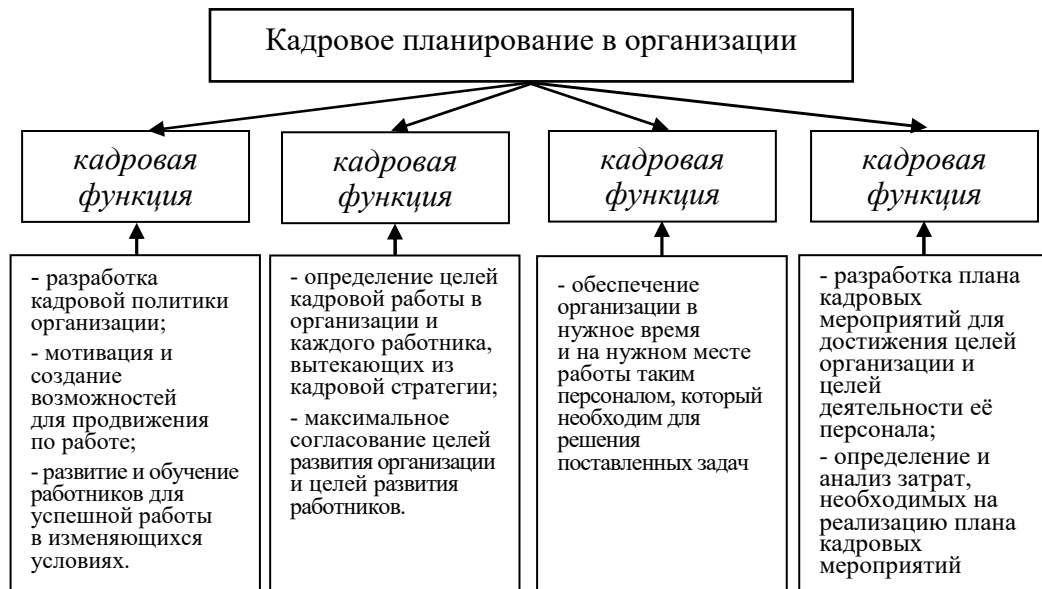 Кадровое планирование в организации
кадровая
функция
кадровая
функция
кадровая
функция
кадровая
функция
- разработка
кадровой политики
организации;
- мотивация и
создание
возможностей
для продвижения
по работе;
- развитие и обучение
работников для
успешной работы
в изменяющихся
условиях.
- определение целей
кадровой работы в
организации и
каждого работника,
вытекающих из
кадровой стратегии;
- максимальное
согласование целей
развития организации
и целей развития
работников.
- обеспечение
организации в
нужное время
и на нужном месте
работы таким
персоналом, который
необходим для
решения
поставленных задач
- разработка плана
кадровых
мероприятий для
достижения целей
организации и
целей
деятельности её
персонала;
- определение и
анализ затрат,
необходимых на
реализацию плана
кадровых
мероприятий